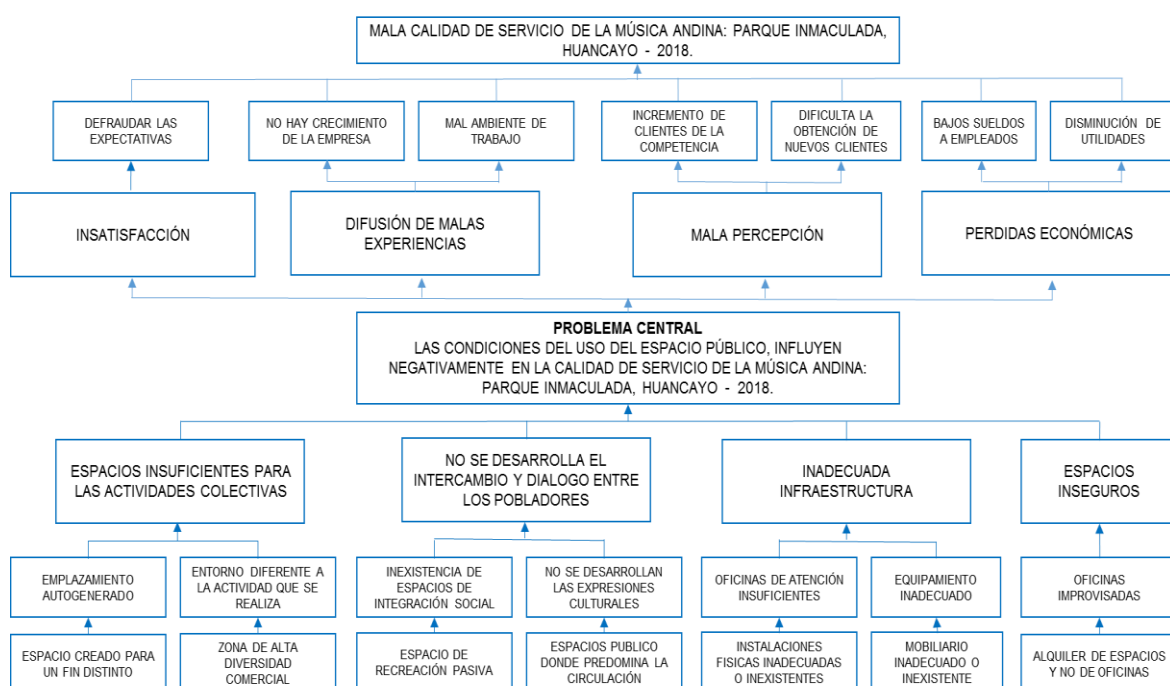 MALA CALIDAD DE SERVICIO DE LA MÚSICA ANDINA: PARQUE INMACULADA,
HUANCAYO - 2018.
DEFRAUDAR LAS
EXPECTATIVAS
NO HAY CRECIMIENTO
DE LA EMPRESA
MAL AMBIENTE DE
TRABAJO
INCREMENTO DE
CLIENTES DE LA
COMPETENCIA
DIFICULTA LA
OBTENCIÓN DE
NUEVOS CLIENTES
BAJOS SUELDOS
A EMPLEADOS
DISMINUCIÓN DE
UTILIDADES
INSATISFACCIÓN
DIFUSIÓN DE MALAS
EXPERIENCIAS
MALA PERCEPCIÓN
PERDIDAS ECONÓMICAS
PROBLEMA CENTRAL
LAS CONDICIONES DEL USO DEL ESPACIO PÚBLICO, INFLUYEN
NEGATIVAMENTE EN LA CALIDAD DE SERVICIO DE LA MÚSICA ANDINA:
PARQUE INMACULADA, HUANCAYO - 2018.
ESPACIOS INSUFICIENTES PARA
LAS ACTIVIDADES COLECTIVAS
NO SE DESARROLLA EL
INTERCAMBIO Y DIALOGO ENTRE
LOS POBLADORES
INADECUADA
INFRAESTRUCTURA
ESPACIOS
INSEGUROS
EMPLAZAMIENTO
AUTOGENERADO
ENTORNO DIFERENTE A
LA ACTIVIDAD QUE SE
REALIZA
INEXISTENCIA DE
ESPACIOS DE
INTEGRACIÓN SOCIAL
NO SE DESARROLLAN
LAS EXPRESIONES
CULTURALES
OFICINAS DE ATENCIÓN
INSUFICIENTES
EQUIPAMIENTO
INADECUADO
OFICINAS
IMPROVISADAS
ESPACIO CREADO PARA
UN FIN DISTINTO
ZONA DE ALTA
DIVERSIDAD
COMERCIAL
ESPACIO DE
RECREACIÓN PASIVA
ESPACIOS PUBLICO
DONDE PREDOMINA LA
CIRCULACIÓN
INSTALACIONES
FISICAS INADECUADAS
O INEXISTENTES
MOBILIARIO
INADECUADO O
INEXISTENTE
ALQUILER DE ESPACIOS
Y NO DE OFICINAS